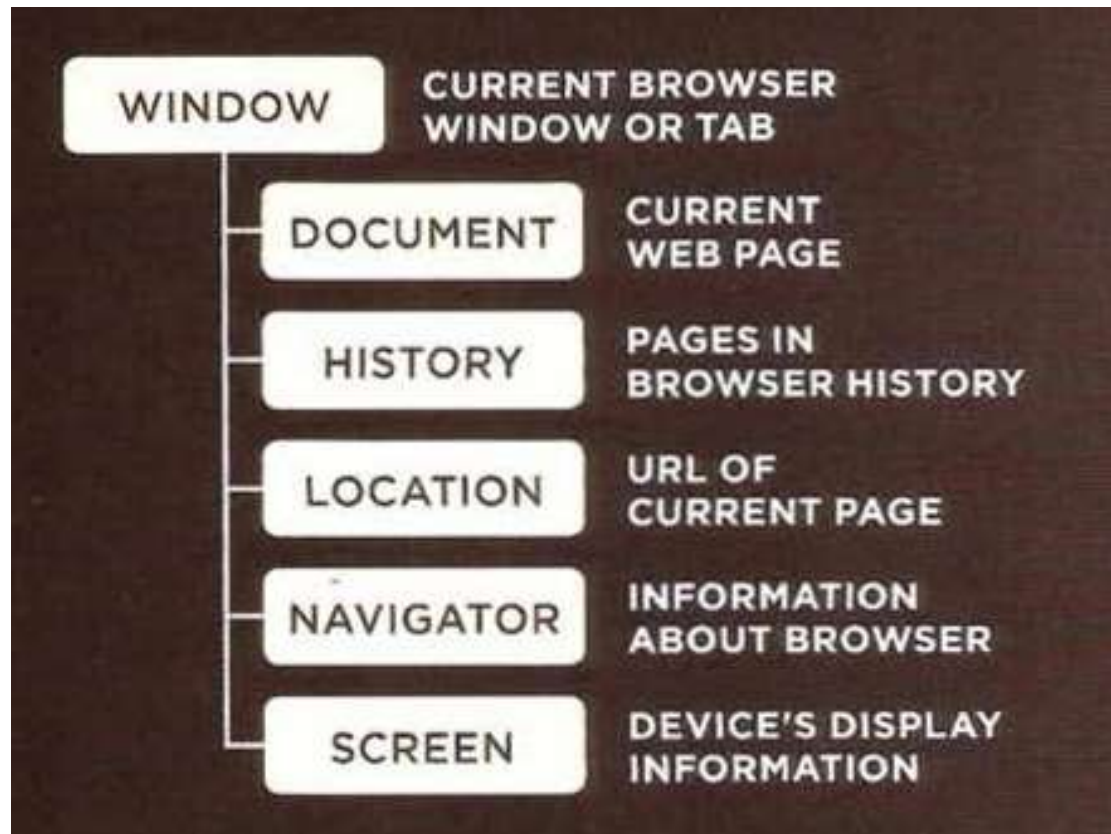 WINDOW
CURRENT BROWSER
WINDOW OR TAB
DOCUMENT
CURRENT
WEB PAGE
HISTORY
PAGES IN
BROWSER HISTORY
LOCATION
URL OF
CURRENT PAGE
NAVIGATOR
INFORMATION
ABOUT BROWSER
SCREEN
DEVICE'S DISPLAY
INFORMATION